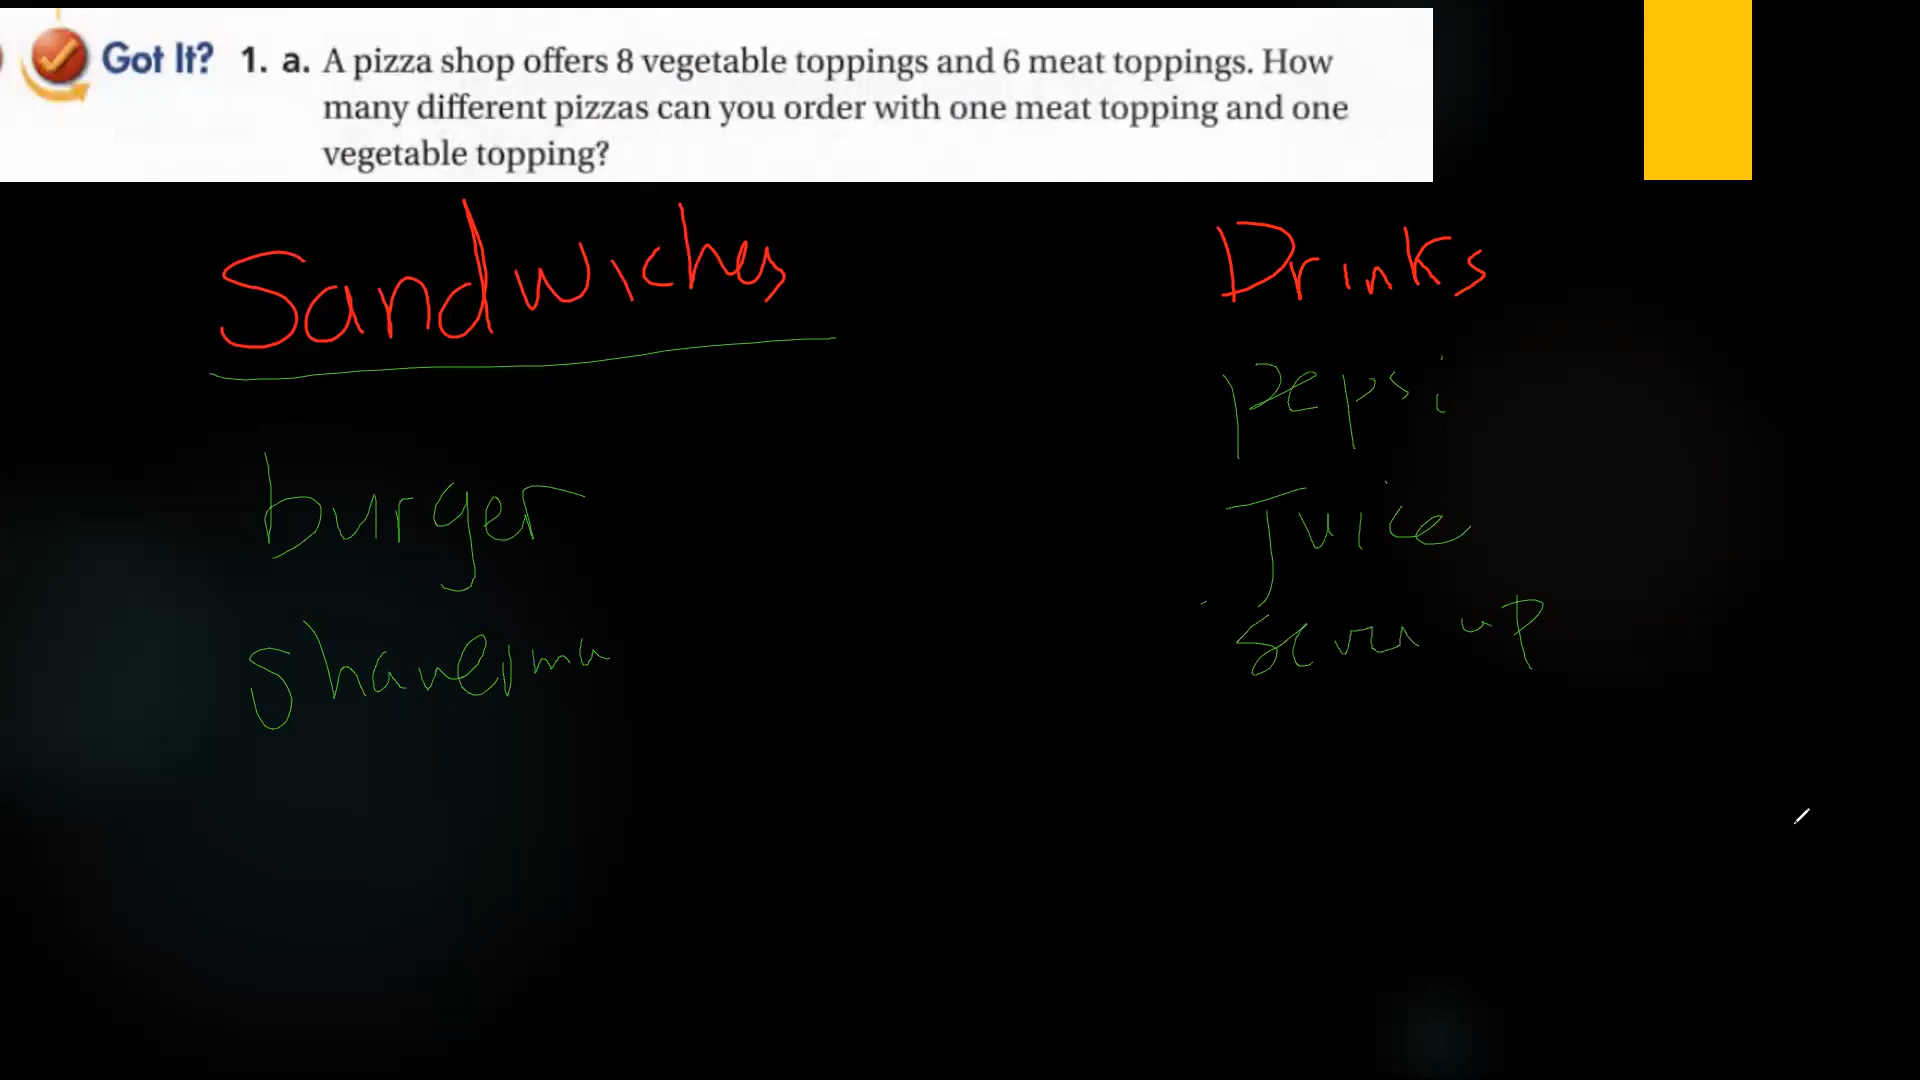 Got It? 1. a. A pizza shop offers 8 vegetable toppings and 6 meat toppings. How
many different pizzas can you order with one meat topping and one
vegetable topping?
Sandwiches
Drinks
pepsi
burger
Juice
seven up